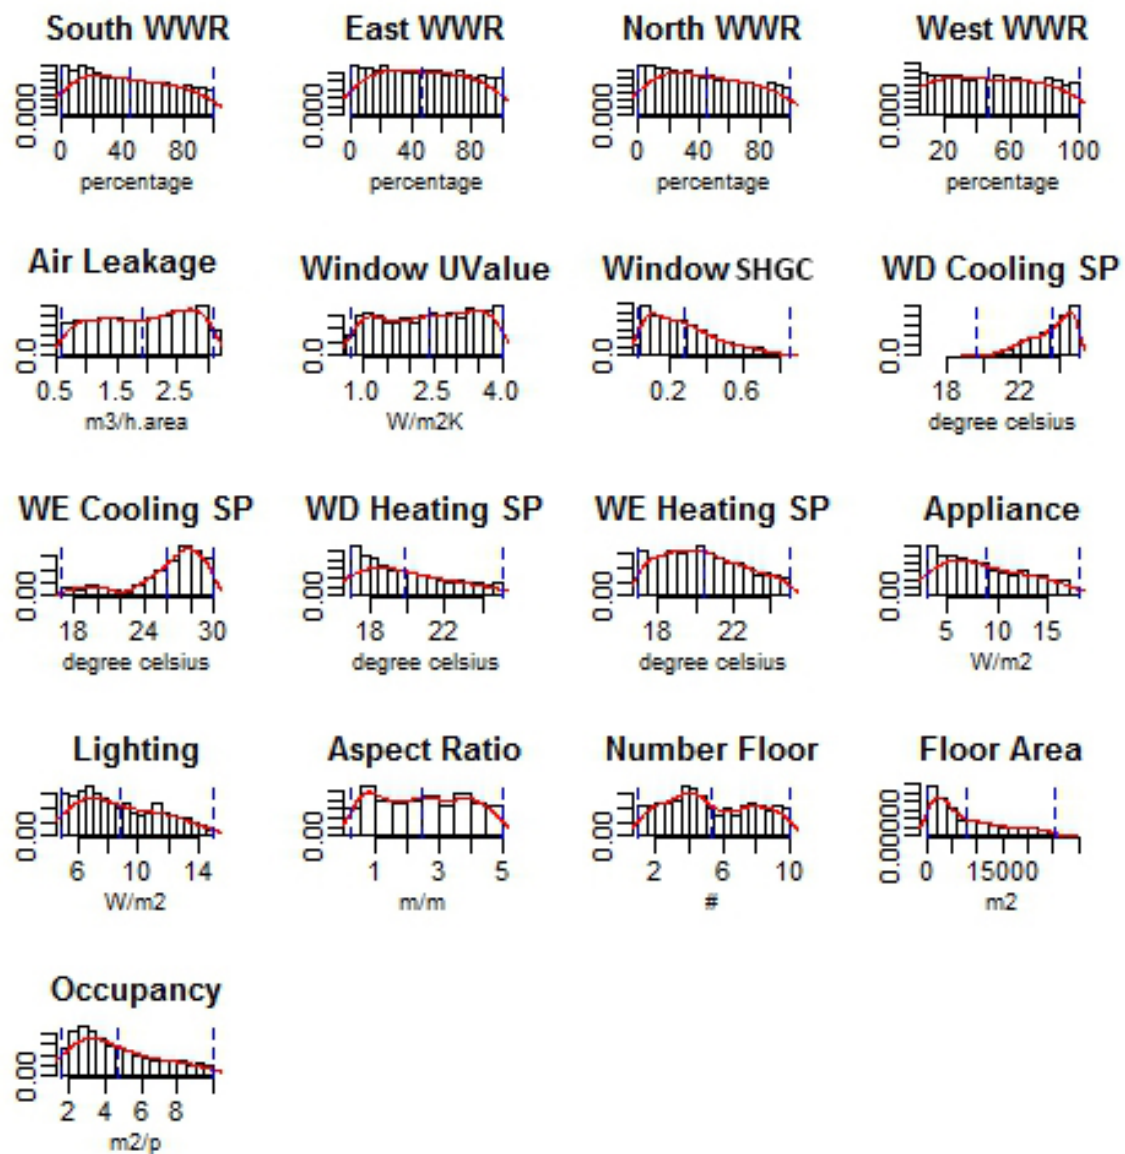 South WWR East WWR North WWR West WWR
0.000 0.000 0.000 0.000
0 40 80 0 40 80 0 40 80 20 60 100
percentage percentage percentage percentage
Air Leakage Window UValue Window SHGC WD Cooling SP
0.0 0.0 0.0 0.0
0.5 1.5 2.5 1.0 2.5 4.0 0.2 0.6 18 22
m3/h.area W/m2K degree celsius
WE Cooling SP WD Heating SP WE Heating SP Appliance
0.00 0.00 0.00 0.00
18 24 30 18 22 18 22 5 10 15
degree celsius degree celsius degree celsius W/m2
Lighting Aspect Ratio Number Floor Floor Area
0.00 0.00 0.00 0.00000
6 10 14 1 3 5 2 6 10 0 15000
W/m2 m/m # m2
Occupancy
0.00
2 4 6 8
m2/p